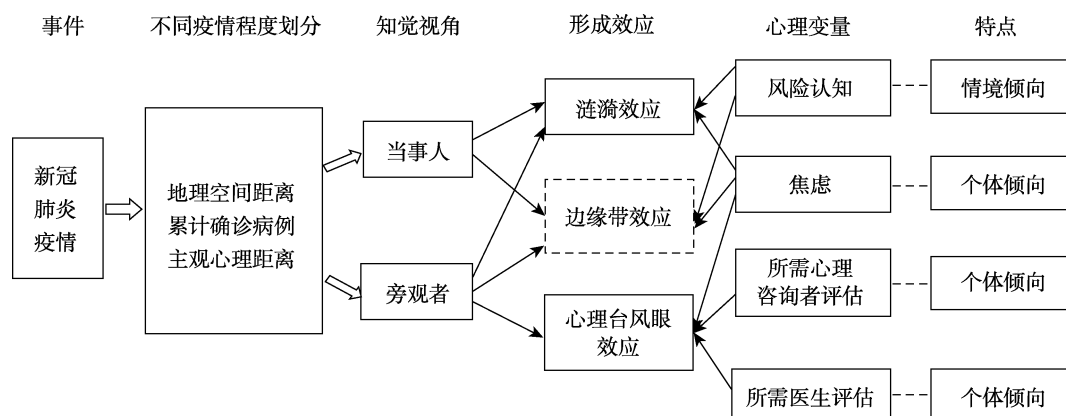 事件
不同疫情程度划分
知觉视角
形成效应
心理变量
特点
新冠
肺炎
疫情
地理空间距离
累计确诊病例
主观心理距离
当事人
旁观者
涟漪效应
边缘带效应
心理台风眼
效应
风险认知
焦虑
所需心理
咨询者评估
所需医生评估
情境倾向
个体倾向
个体倾向
个体倾向